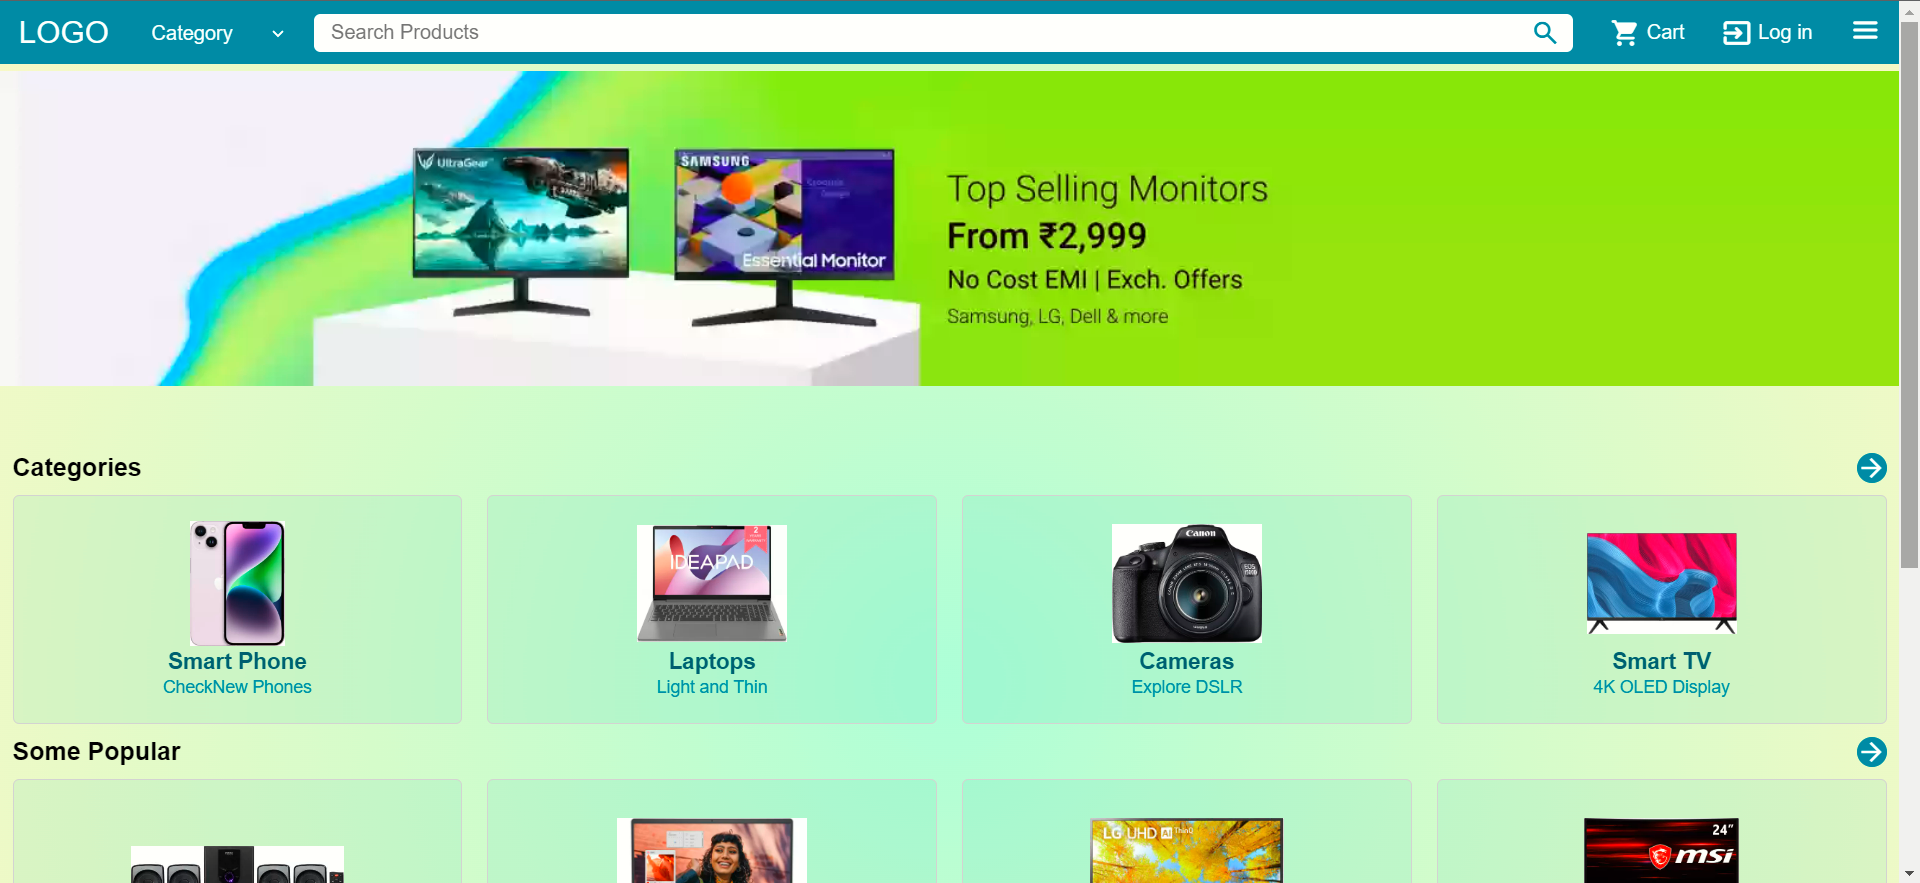 LOGO
Category
Search Products
Cart
Log in
UltraGear
SAMSUNG
Essential Monitor
Top Selling Monitors
From ₹2,999
No Cost EMI | Exch. Offers
Samsung, LG, Dell & more
Categories
IDEAPAD
Canon
EOS
Smart Phone
CheckNew Phones
Laptops
Light and Thin
Cameras
Explore DSLR
Smart TV
4K OLED Display
Some Popular
LG UHD AI ThinQ
24"
msi